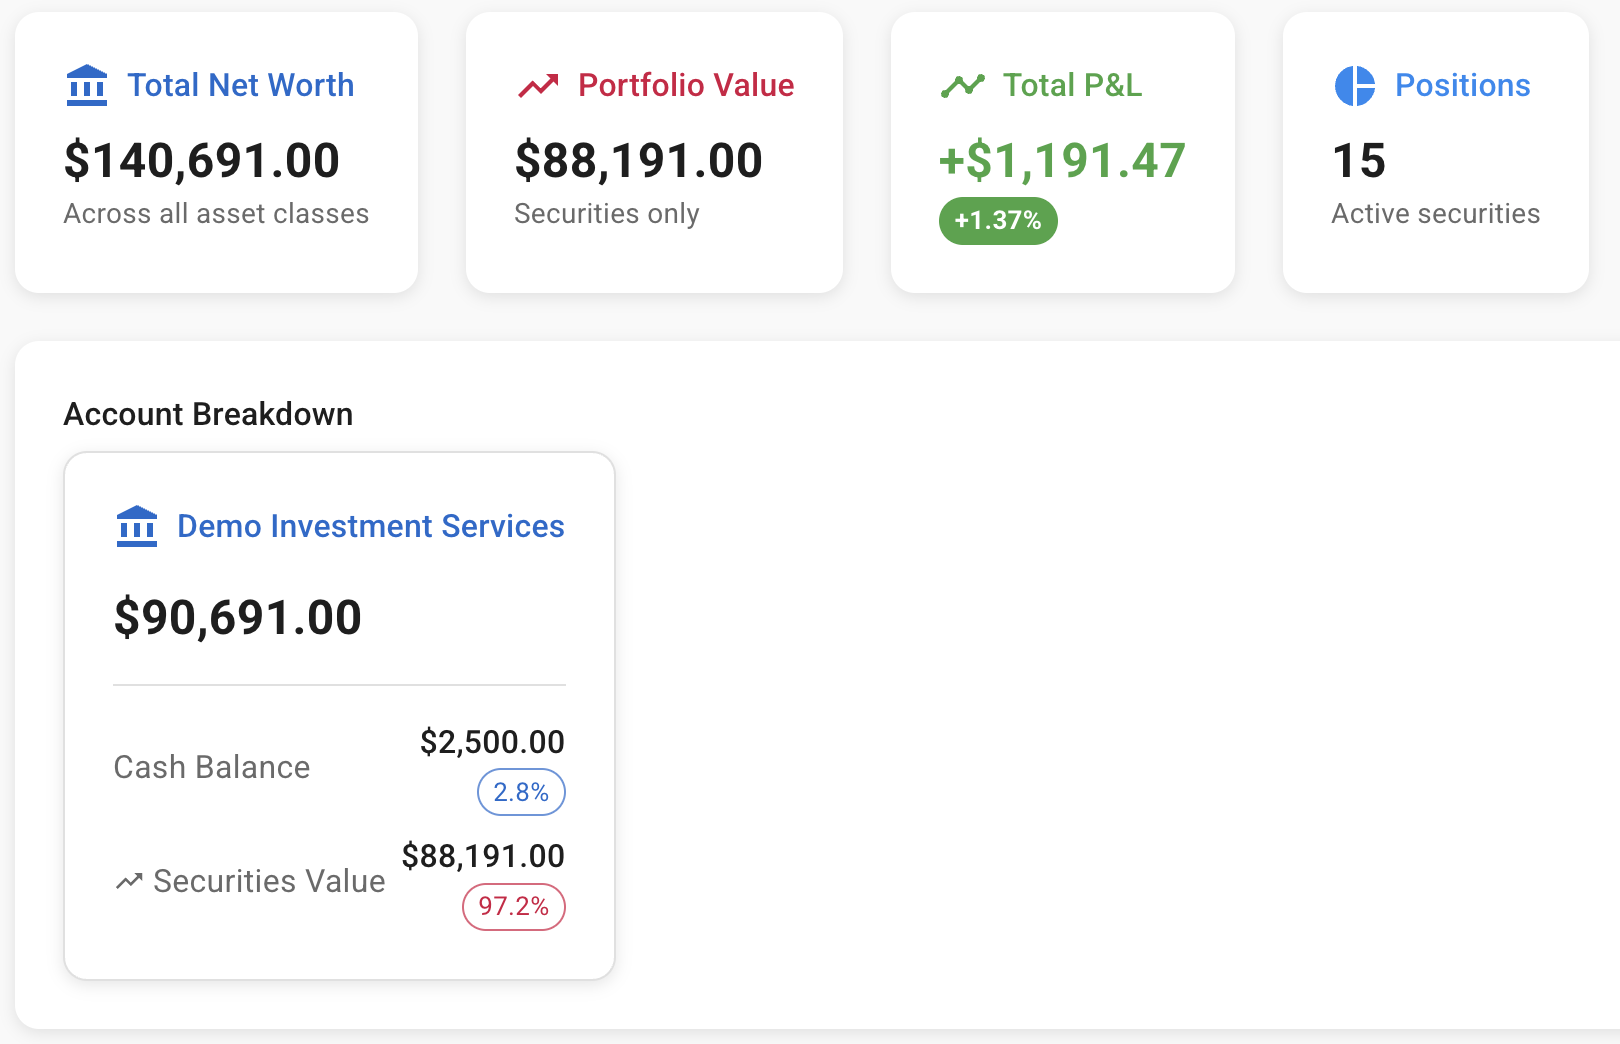 Total Net Worth
$140,691.00
Across all asset classes
Portfolio Value
$88,191.00
Securities only
Total P&L
+$1,191.47
+1.37%
Positions
15
Active securities
Account Breakdown
Demo Investment Services
$90,691.00
Cash Balance
$2,500.00
2.8%
Securities Value
$88,191.00
97.2%